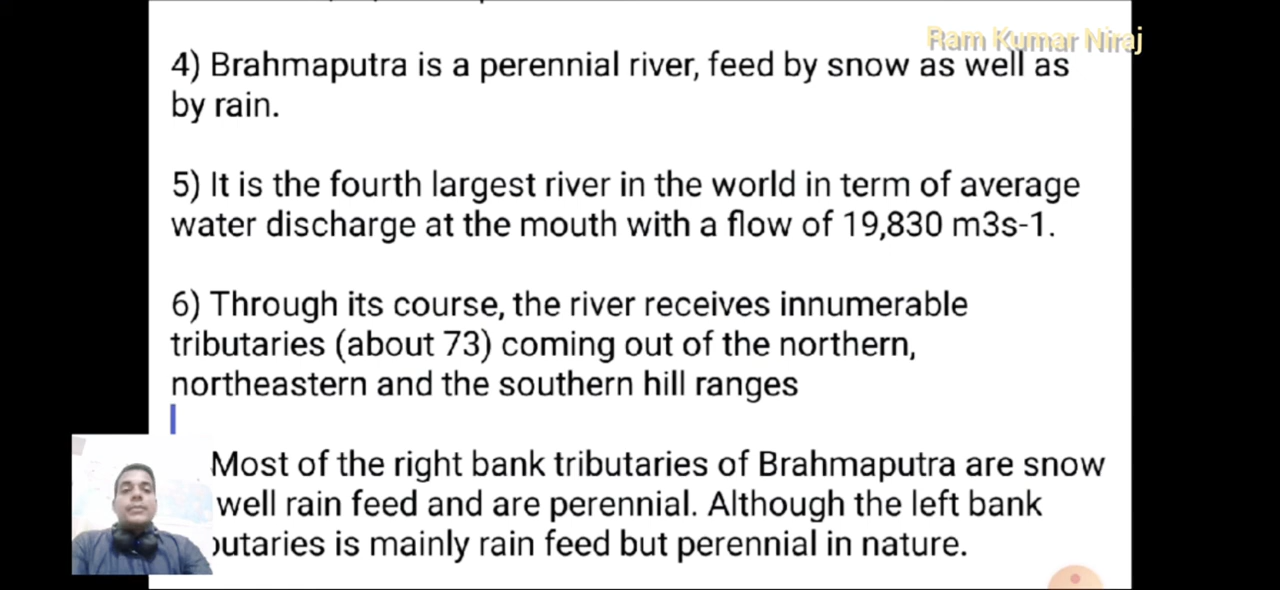 Ram Kumar Niraj
4) Brahmaputra is a perennial river, feed by snow as well as
by rain.
5) It is the fourth largest river in the world in term of average
water discharge at the mouth with a flow of 19,830 m3s-1.
6) Through its course, the river receives innumerable
tributaries (about 73) coming out of the northern,
northeastern and the southern hill ranges
Most of the right bank tributaries of Brahmaputra are snow
well rain feed and are perennial. Although the left bank
is mainly rain feed but perennial in nature.